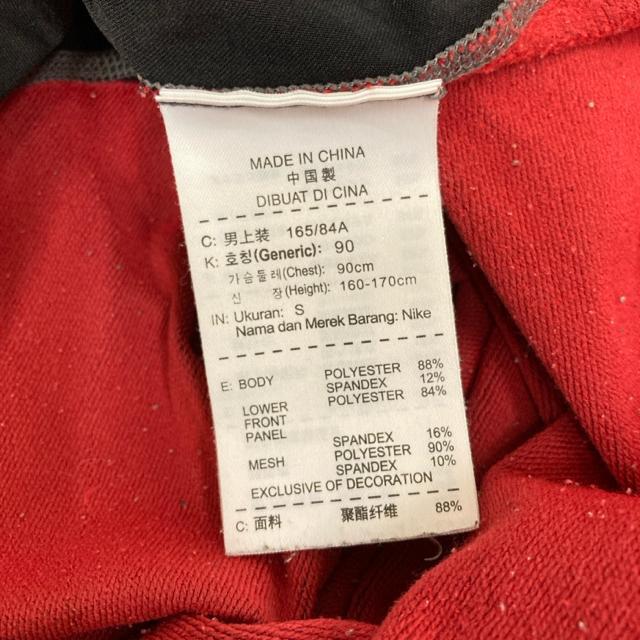 MADE IN CHINA
中国製
DIBUAT DI CINA
C: 男上装 165/84A
K: 호칭(Generic): 90
가슴둘레(Chest): 90cm
신 장(Height): 160-170cm
IN: Ukuran: S
Nama dan Merek Barang: Nike
E: BODY POLYESTER 88%
SPANDEX 12%
LOWER POLYESTER 84%
FRONT
PANEL SPANDEX 16%
MESH POLYESTER 90%
SPANDEX 10%
EXCLUSIVE OF DECORATION
C: 面料 聚酯纤维 88%